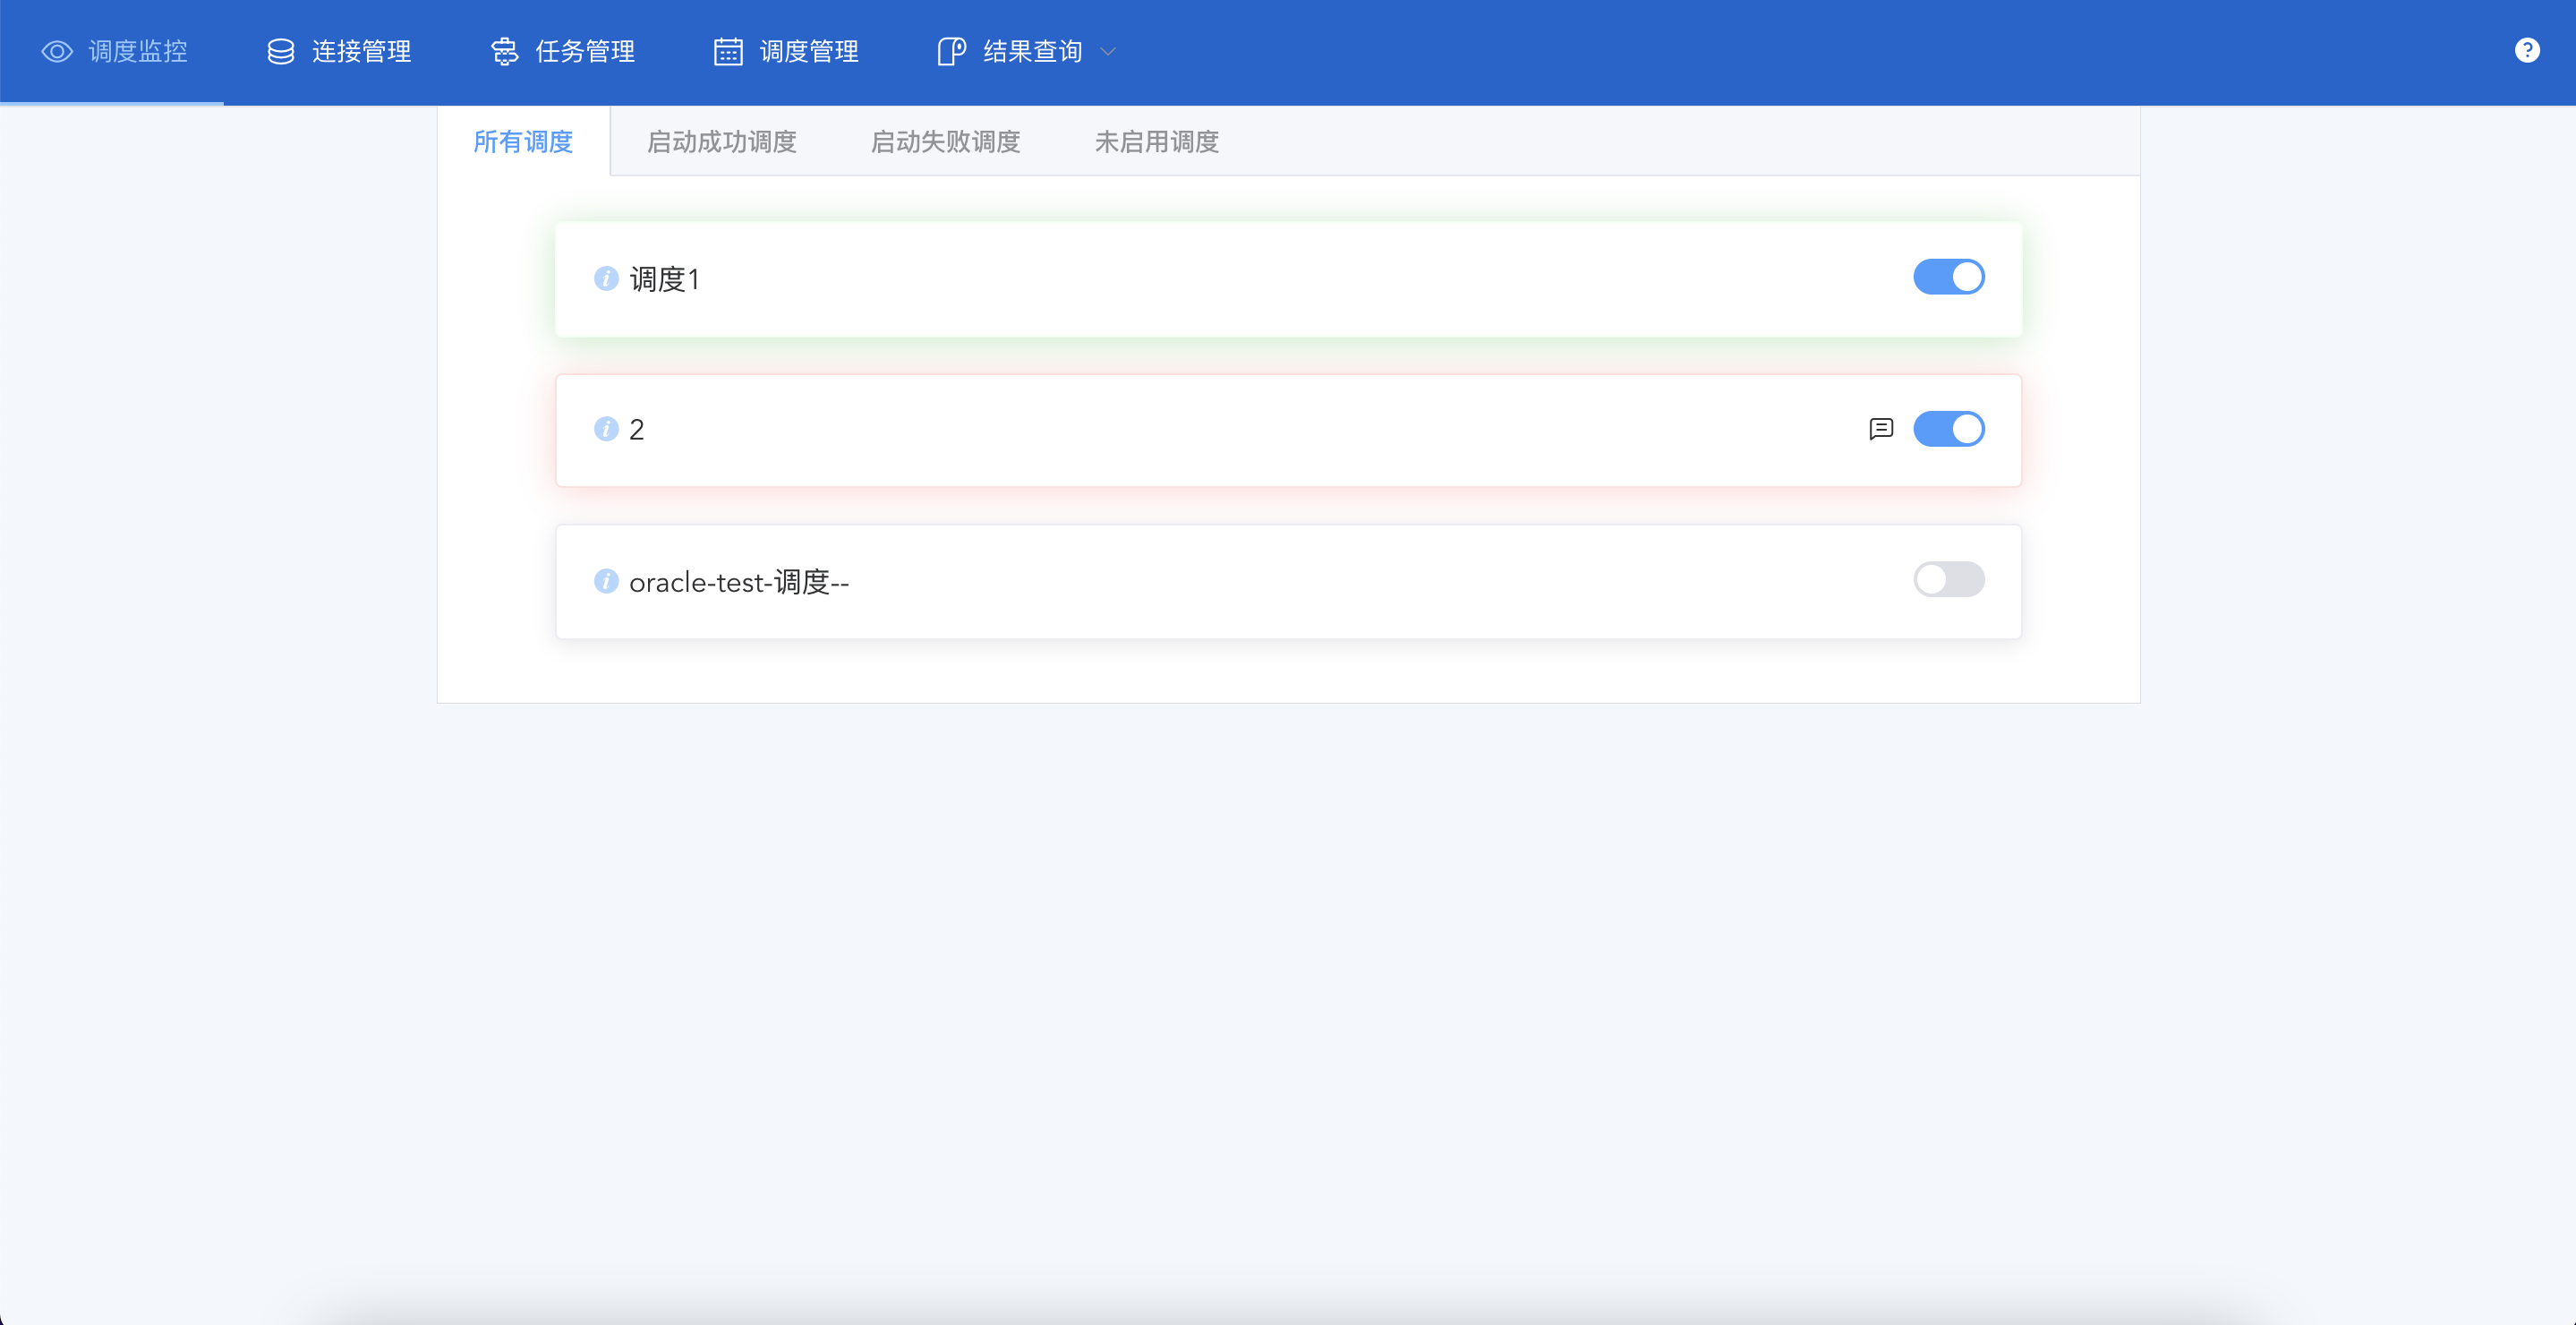 调度监控 连接管理 任务管理 调度管理 结果查询
所有调度 启动成功调度 启动失败调度 未启用调度
调度1
2
oracle-test-调度--